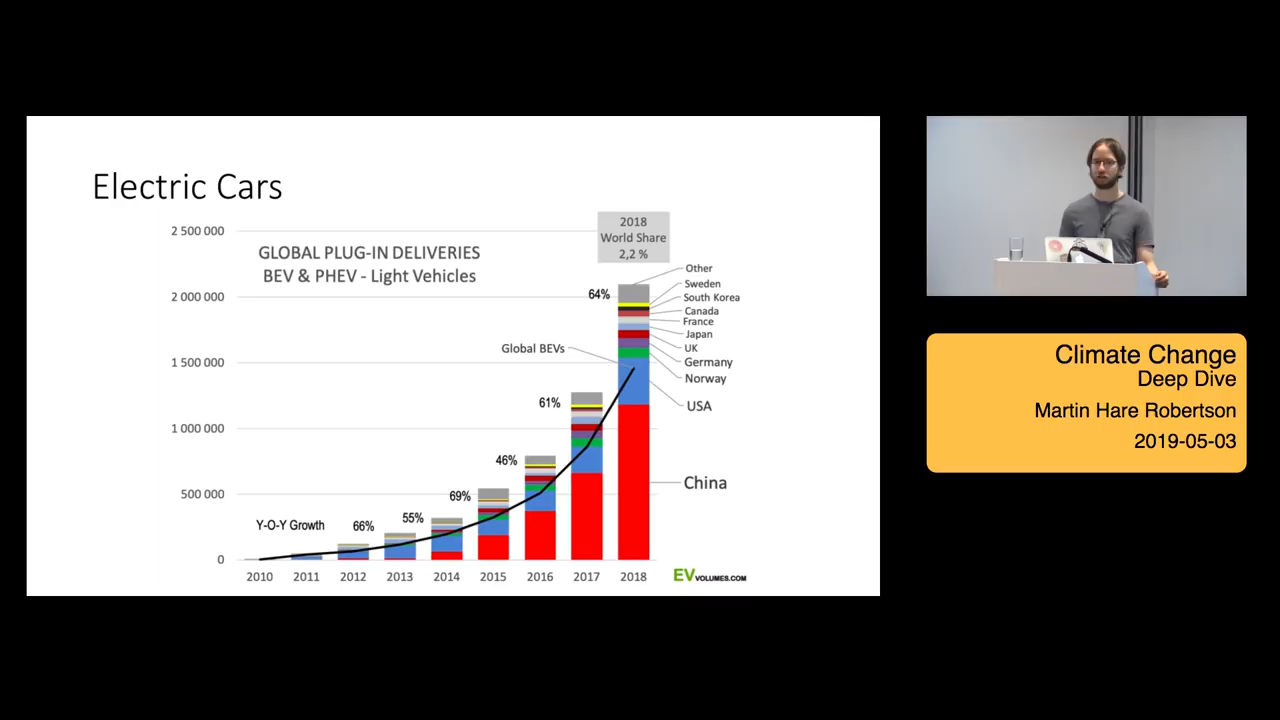 Electric Cars
2 500 000
2 000 000
1 500 000
1 000 000
500 000
0
GLOBAL PLUG-IN DELIVERIES
BEV & PHEV - Light Vehicles
2018
World Share
2,2 %
Other
Sweden
South Korea
Canada
France
Japan
UK
Germany
Norway
USA
China
Global BEVs
64%
61%
46%
69%
55%
66%
Y-O-Y Growth
2010
2011
2012
2013
2014
2015
2016
2017
2018
EVVOLUMES.COM
Climate Change
Deep Dive
Martin Hare Robertson
2019-05-03